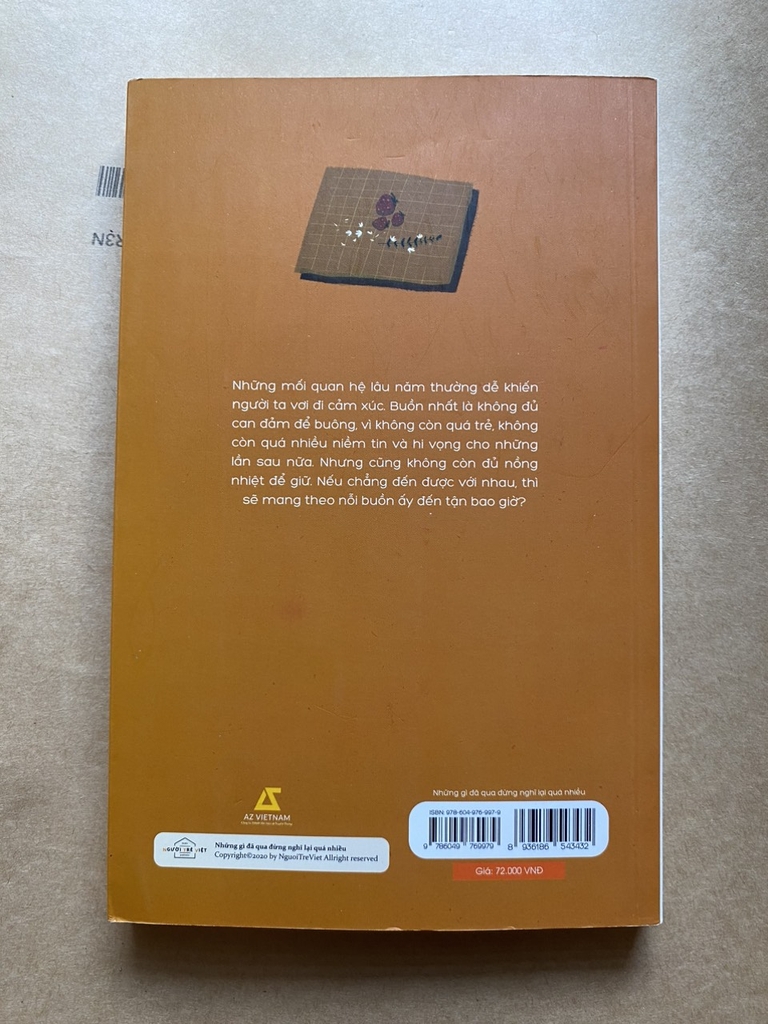 Những mối quan hệ lâu năm thường dễ khiến
người ta vơi đi cảm xúc. Buồn nhất là không đủ
can đảm để buông, vì không còn quá trẻ, không
còn quá nhiều niềm tin và hi vọng cho những
lần sau nữa. Nhưng cũng không còn đủ nồng
nhiệt để giữ. Nếu chẳng đến được với nhau, thì
sẽ mang theo nỗi buồn ấy đến tận bao giờ?
AZ VIETNAM
NGƯỜI TRẺ VIỆT
Những gì đã qua đừng nghĩ lại quá nhiều
Copyright©2020 by NguoiTreViet Allright reserved
Những gì đã qua đừng nghĩ lại quá nhiều
ISBN: 978-604-976-997-9
9 786049 769979
8 936186 543432
Giá: 72.000 VNĐ